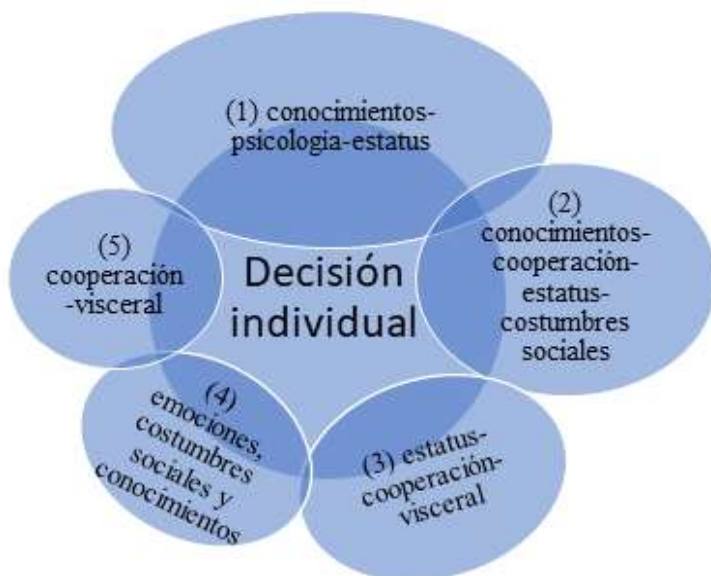 (1) conocimientos-
psicologia-estatus
(2)
conocimientos-
cooperación-
estatus-
costumbres
sociales
(3) estatus-
cooperación-
visceral
(4)
emociones,
costumbres
sociales y
conocimientos
(5)
cooperación
-visceral
Decisión
individual